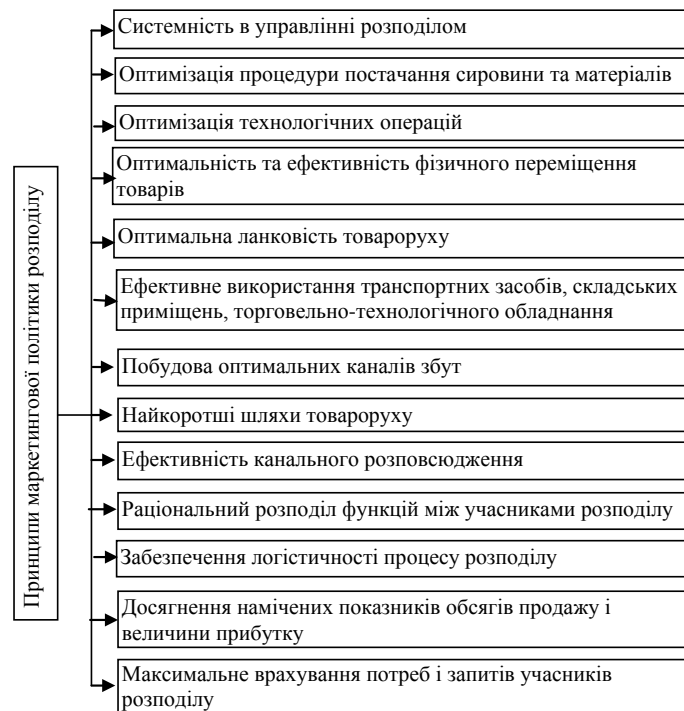 Принципи маркетингової політики розподілу
Системність в управлінні розподілом
Оптимізація процедури постачання сировини та матеріалів
Оптимізація технологічних операцій
Оптимальність та ефективність фізичного переміщення
товарів
Оптимальна ланковість товароруху
Ефективне використання транспортних засобів, складських
приміщень, торговельно-технологічного обладнання
Побудова оптимальних каналів збут
Найкоротші шляхи товароруху
Ефективність канального розповсюдження
Раціональний розподіл функцій між учасниками розподілу
Забезпечення логістичності процесу розподілу
Досягнення намічених показників обсягів продажу і
величини прибутку
Максимальне врахування потреб і запитів учасників
розподілу